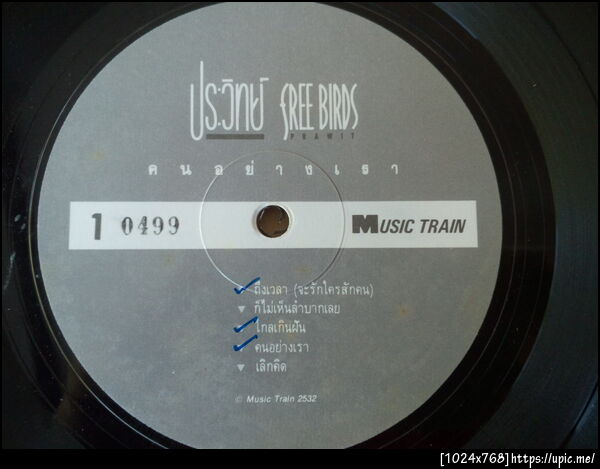 ประวิทย์ FREE BIRDS
PRAWIT
คนอย่างเรา
1 0499 MUSIC TRAIN
ถึงเวลา (จะรักใครสักคน)
ก็ไม่เห็นลำบากเลย
ไกลเกินฝัน
คนอย่างเรา
เลิกคิด
© Music Train 2532
[1024x768]https://upic.me/